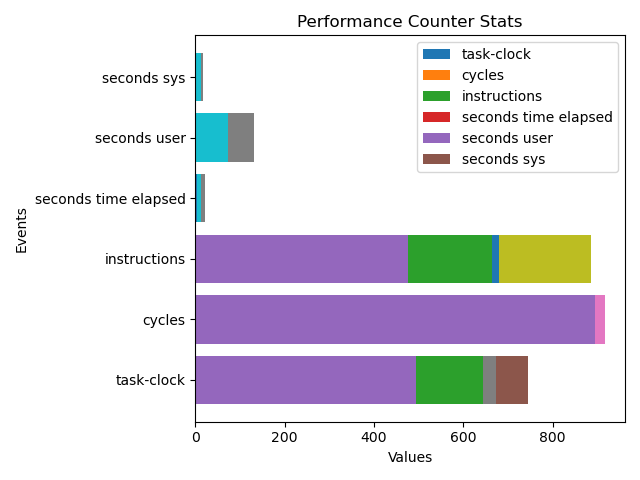 Performance Counter Stats
task-clock
cycles
instructions
seconds time elapsed
seconds user
seconds sys
Events
seconds sys
seconds user
seconds time elapsed
instructions
cycles
task-clock
0 200 400 600 800
Values